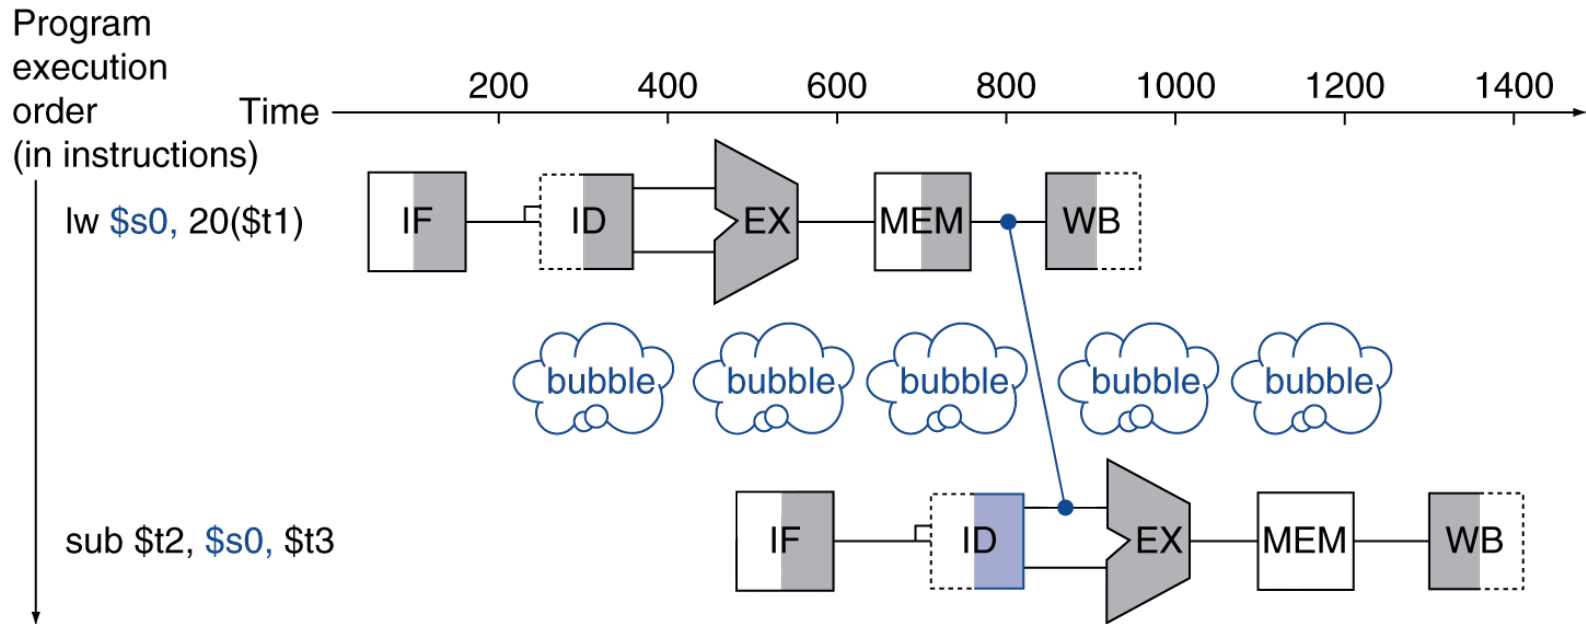 Program
execution
order
(in instructions)
Time
200 400 600 800 1000 1200 1400
lw $s0, 20($t1)
IF ID EX MEM WB
bubble bubble bubble bubble bubble
sub $t2, $s0, $t3
IF ID EX MEM WB